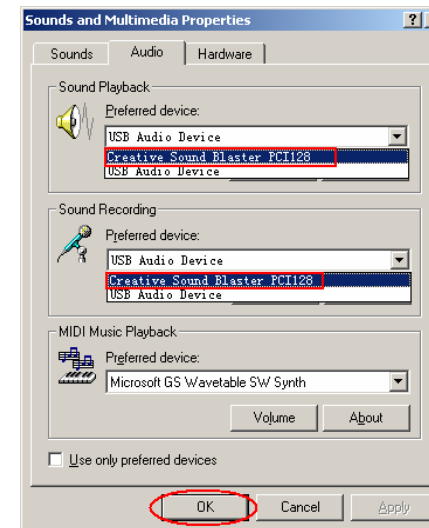 Sounds and Multimedia Properties
?
Sounds Audio Hardware
Sound Playback
Preferred device:
USB Audio Device
Creative Sound Blaster PCI128
USB Audio Device
Sound Recording
Preferred device:
USB Audio Device
Creative Sound Blaster PCI128
USB Audio Device
MIDI Music Playback
Preferred device:
Microsoft GS Wavetable SW Synth
Volume About
Use only preferred devices
OK Cancel Apply